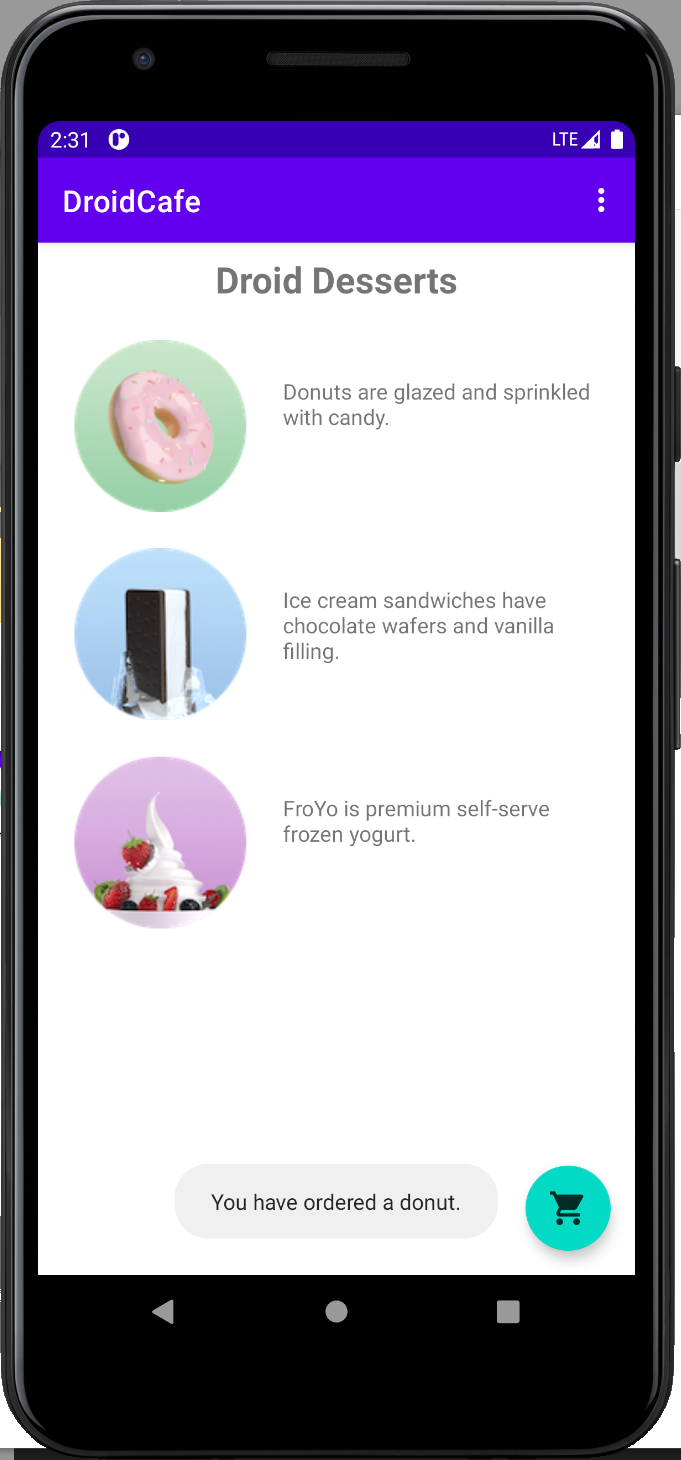 2:31
LTE
DroidCafe
Droid Desserts
Donuts are glazed and sprinkled
with candy.
Ice cream sandwiches have
chocolate wafers and vanilla
filling.
FroYo is premium self-serve
frozen yogurt.
You have ordered a donut.